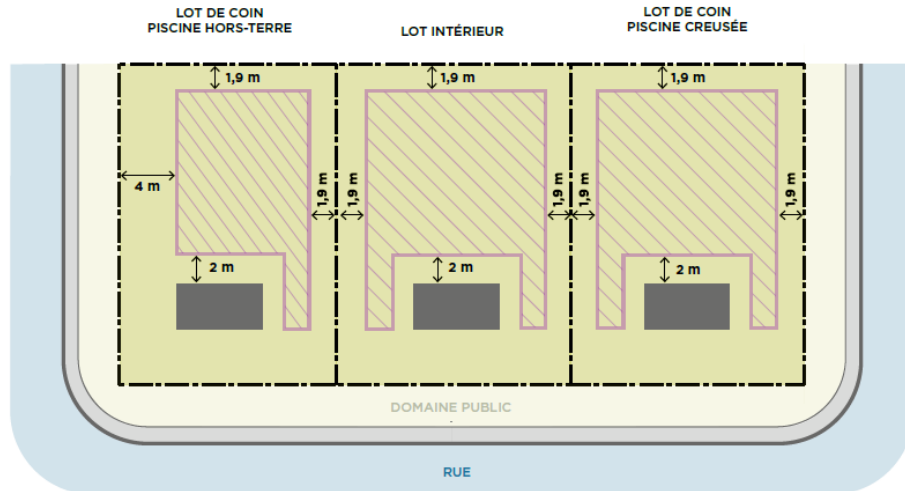 LOT DE COIN
PISCINE HORS-TERRE
LOT INTÉRIEUR
LOT DE COIN
PISCINE CREUSÉE
1,9 m
1,9 m
1,9 m
4 m
1,9 m
1,9 m
1,9 m
1,9 m
1,9 m
2 m
2 m
2 m
DOMAINE PUBLIC
RUE